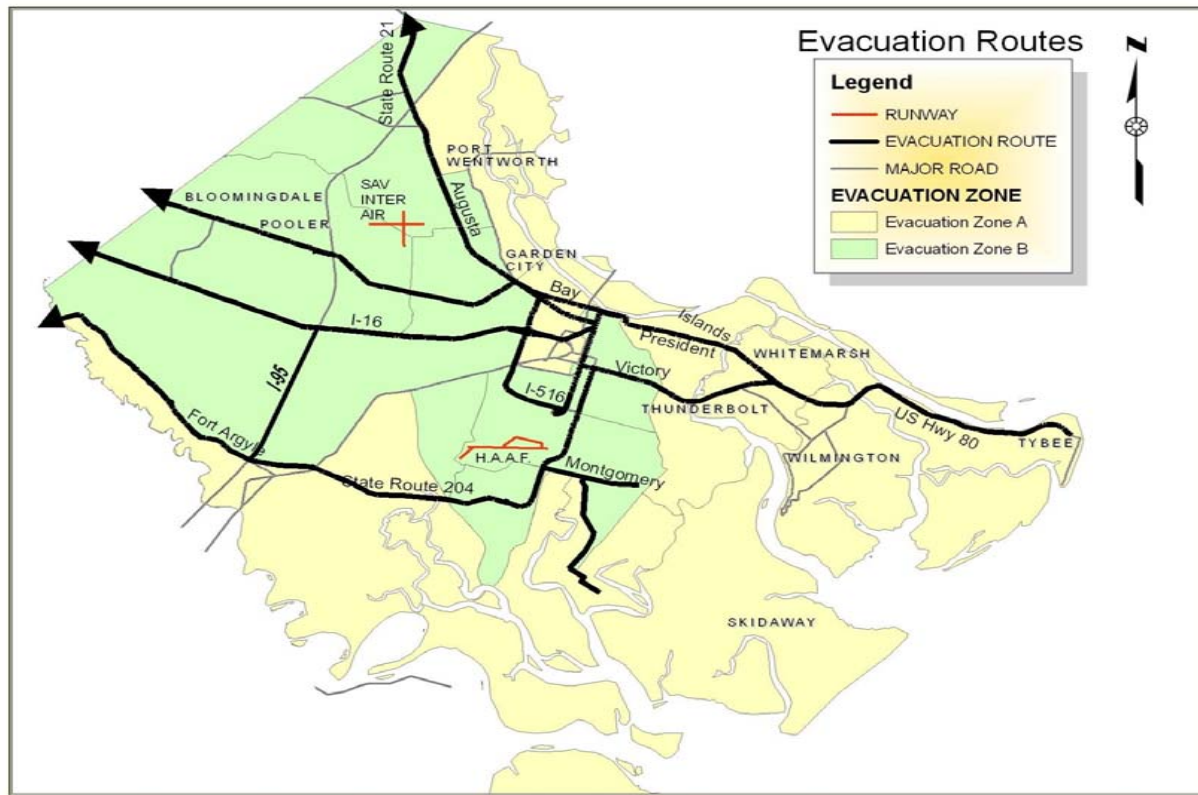 Evacuation Routes
N
Legend
RUNWAY
EVACUATION ROUTE
MAJOR ROAD
EVACUATION ZONE
Evacuation Zone A
Evacuation Zone B
State Route 21
PORT
WENTWORTH
BLOOMINGDALE
POOLER
SAV
INTER
AIR
Augusta
GARDEN
CITY
Bay
I-16
Islands
President
WHITEMARSH
Victory
I-95
I-516
THUNDERBOLT
US Hwy 80
TYBEE
Fort Argyle
H.A.A.F.
Montgomery
WILMINGTON
State Route 204
SKIDAWAY